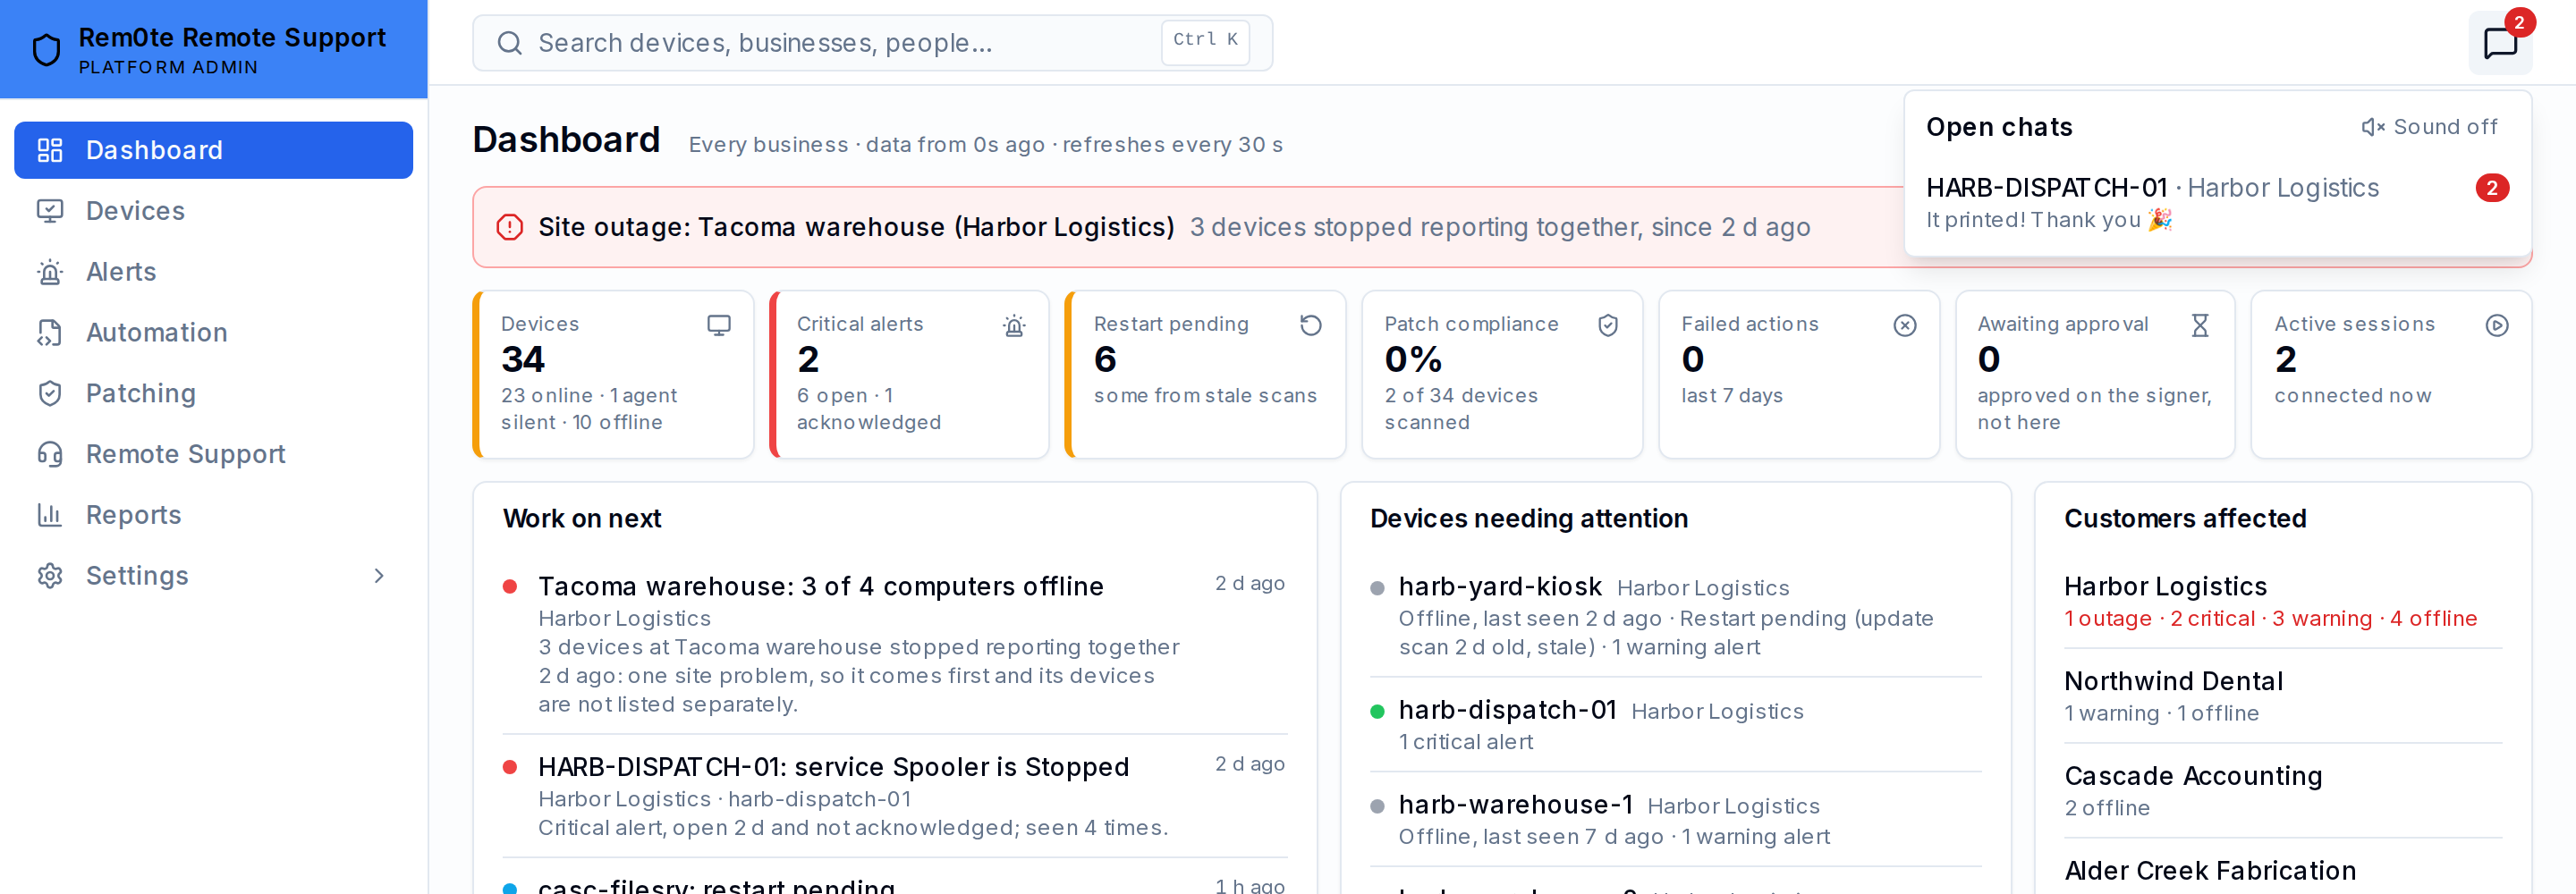 Rem0te Remote Support
PLATFORM ADMIN
Search devices, businesses, people...
Ctrl K
2
Dashboard
Devices
Alerts
Automation
Patching
Remote Support
Reports
Settings
Dashboard
Every business · data from 0s ago · refreshes every 30 s
Open chats
Sound off
HARB-DISPATCH-01 · Harbor Logistics
2
It printed! Thank you 🎉
Site outage: Tacoma warehouse (Harbor Logistics) 3 devices stopped reporting together, since 2 d ago
Devices
34
23 online · 1 agent
silent · 10 offline
Critical alerts
2
6 open · 1
acknowledged
Restart pending
6
some from stale scans
Patch compliance
0%
2 of 34 devices
scanned
Failed actions
0
last 7 days
Awaiting approval
0
approved on the signer,
not here
Active sessions
2
connected now
Work on next
Tacoma warehouse: 3 of 4 computers offline
2 d ago
Harbor Logistics
3 devices at Tacoma warehouse stopped reporting together
2 d ago: one site problem, so it comes first and its devices
are not listed separately.
HARB-DISPATCH-01: service Spooler is Stopped
2 d ago
Harbor Logistics · harb-dispatch-01
Critical alert, open 2 d and not acknowledged; seen 4 times.
casc-filesrv: restart pending
1 h ago
Devices needing attention
harb-yard-kiosk Harbor Logistics
Offline, last seen 2 d ago · Restart pending (update
scan 2 d old, stale) · 1 warning alert
harb-dispatch-01 Harbor Logistics
1 critical alert
harb-warehouse-1 Harbor Logistics
Offline, last seen 7 d ago · 1 warning alert
Customers affected
Harbor Logistics
1 outage · 2 critical · 3 warning · 4 offline
Northwind Dental
1 warning · 1 offline
Cascade Accounting
2 offline
Alder Creek Fabrication